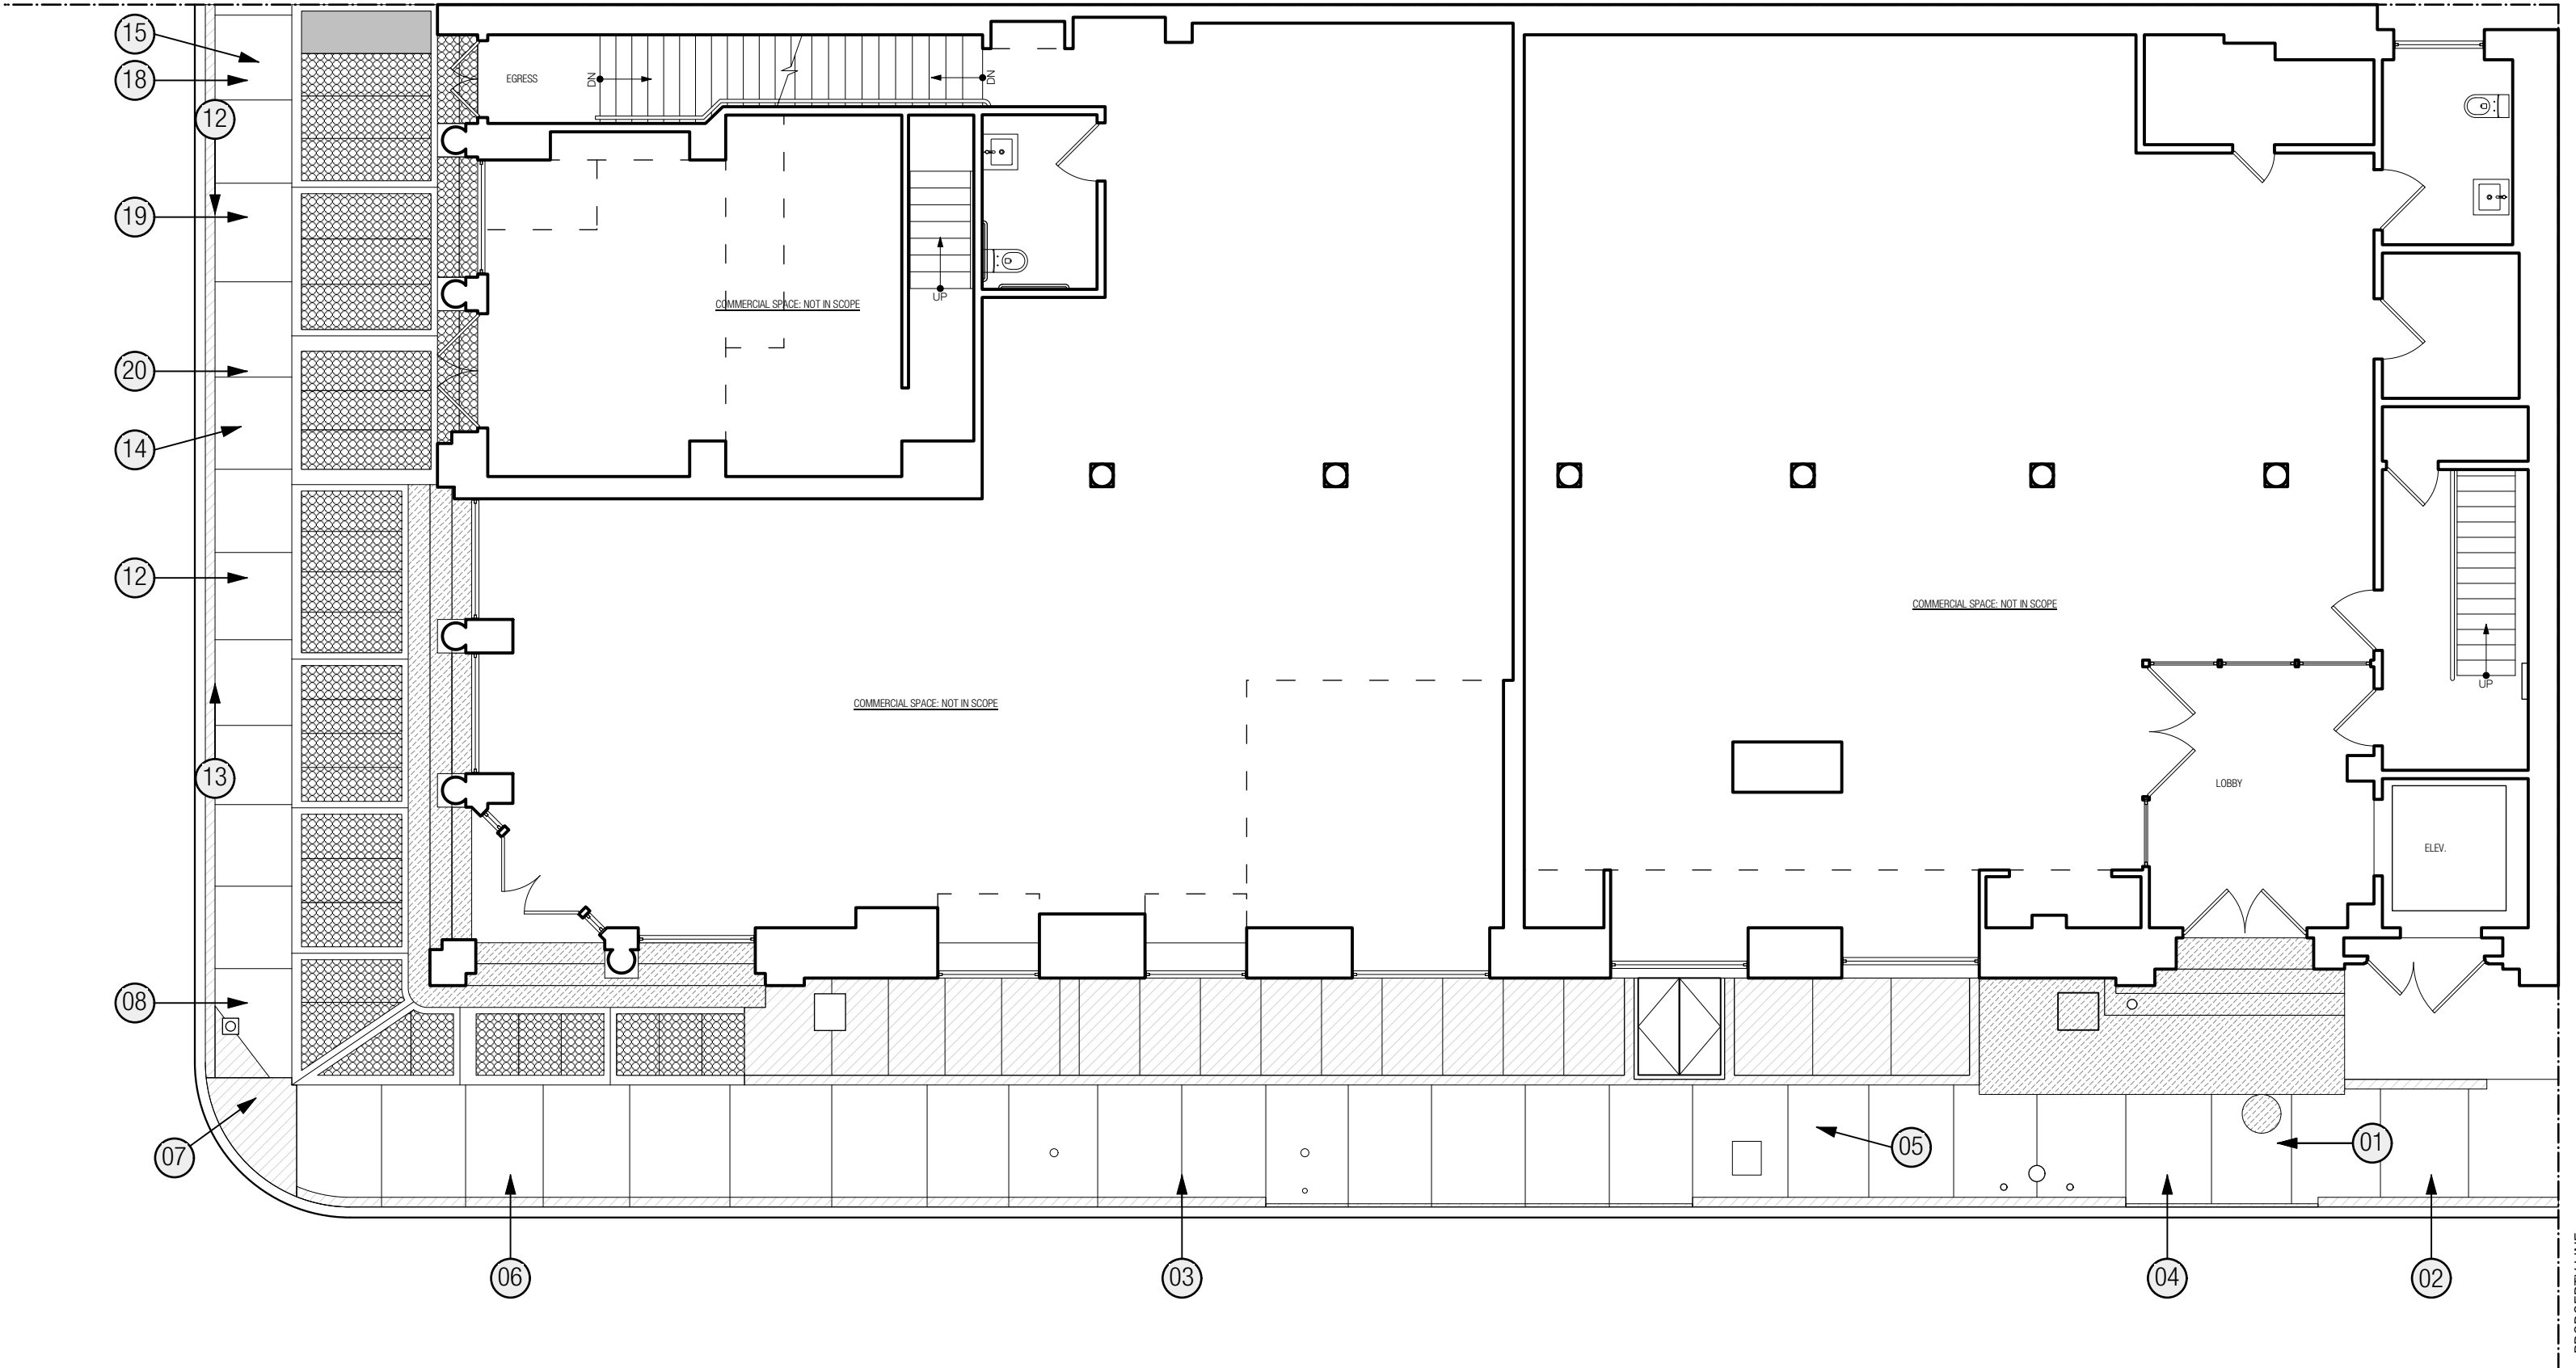 15
18
EGRESS
DN
DN
12
19
UP
COMMERCIAL SPACE: NOT IN SCOPE
20
14
12
COMMERCIAL SPACE: NOT IN SCOPE
UP
COMMERCIAL SPACE: NOT IN SCOPE
13
LOBBY
ELEV.
08
07
05
01
06
03
04
02
PROPERTY LINE